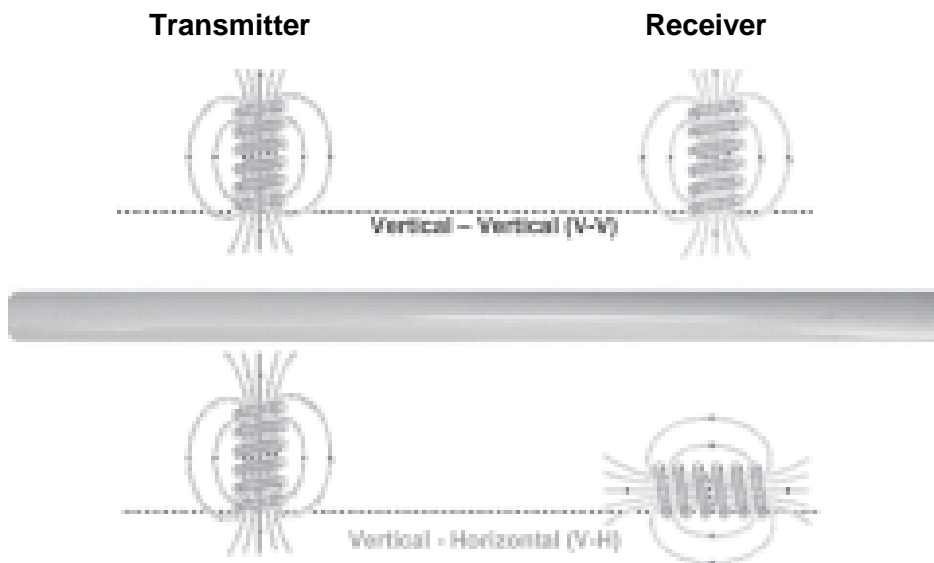 Transmitter Receiver
Vertical – Vertical (V-V)
Vertical - Horizontal (V-H)